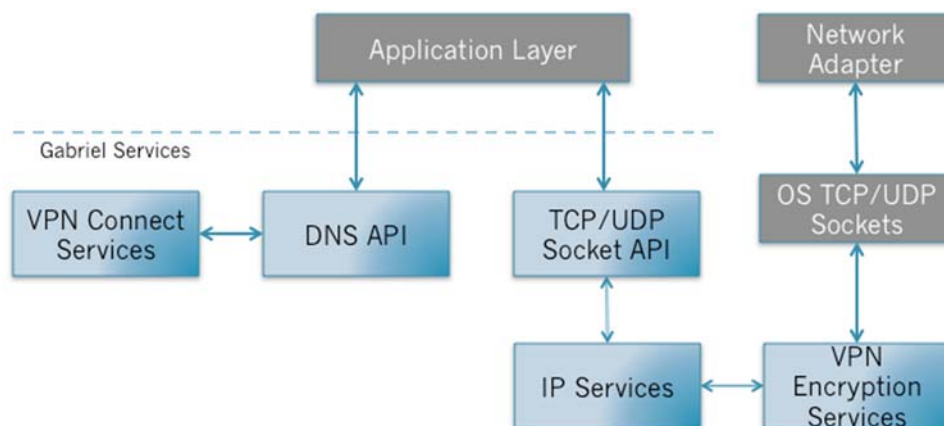 Application Layer
Network
Adapter
Gabriel Services
VPN Connect
Services
DNS API
TCP/UDP
Socket API
OS TCP/UDP
Sockets
IP Services
VPN
Encryption
Services